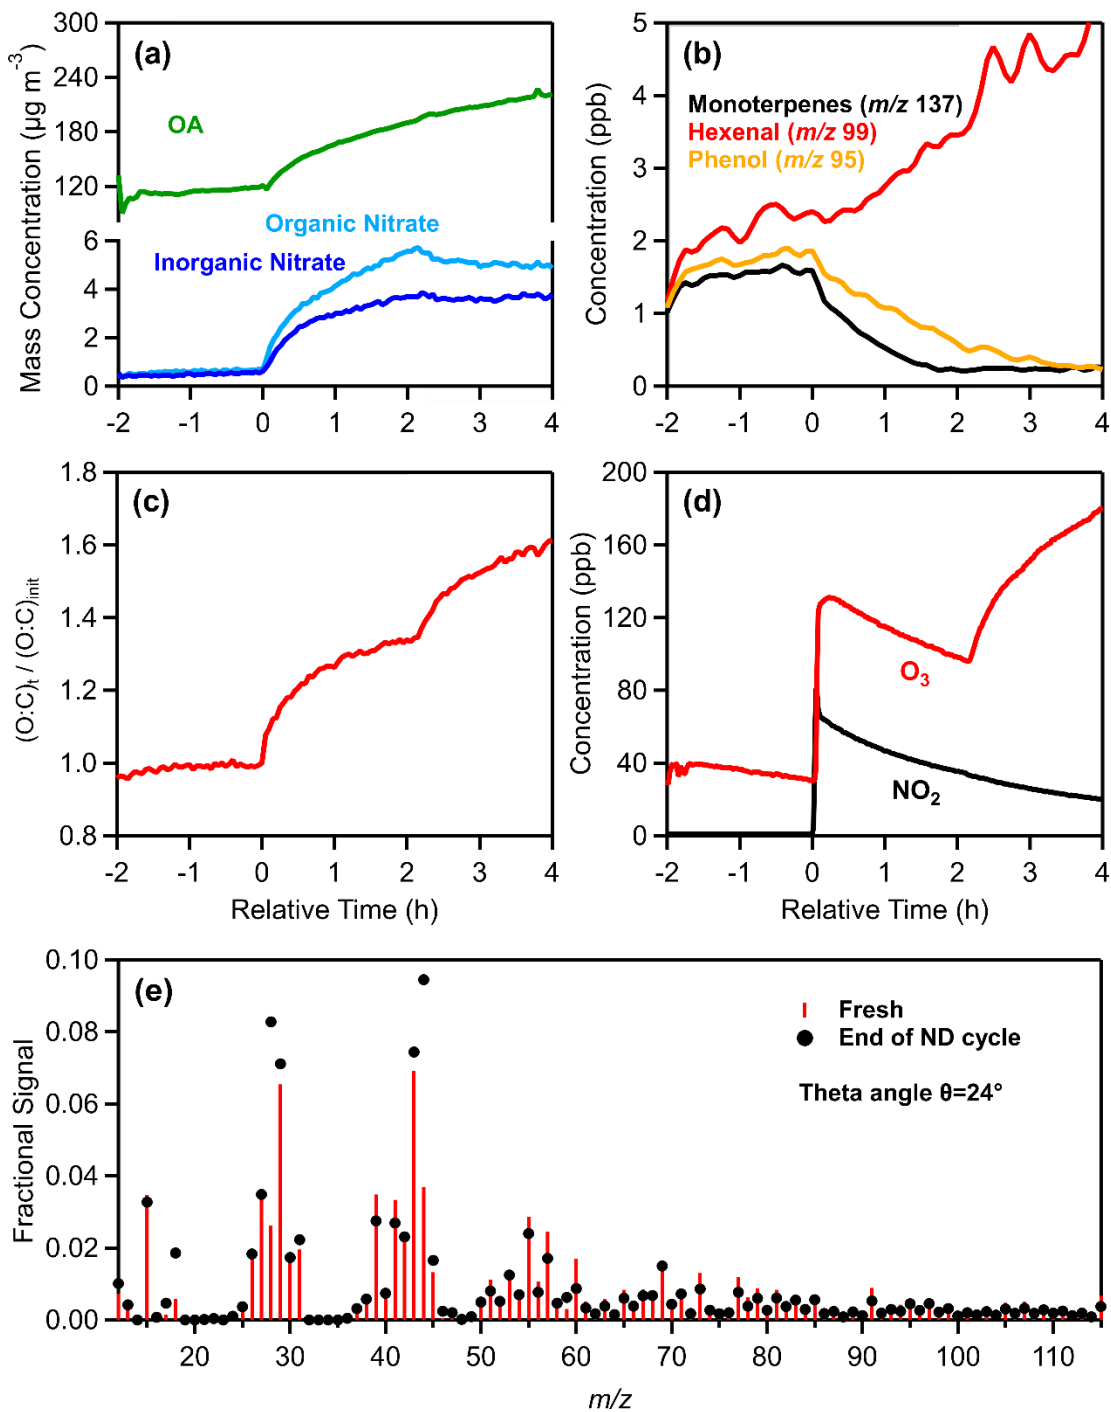 (a)
300
240
180
120
6
4
2
0
Mass Concentration (µg m⁻³)
OA
Organic Nitrate
Inorganic Nitrate
-2 -1 0 1 2 3 4
(b)
5
4
3
2
1
0
Concentration (ppb)
Monoterpenes (m/z 137)
Hexenal (m/z 99)
Phenol (m/z 95)
-2 -1 0 1 2 3 4
(c)
1.8
1.6
1.4
1.2
1.0
0.8
(O:C)t / (O:C)init
-2 -1 0 1 2 3 4
Relative Time (h)
(d)
200
160
120
80
40
0
Concentration (ppb)
O₃
NO₂
-2 -1 0 1 2 3 4
Relative Time (h)
(e)
0.10
0.08
0.06
0.04
0.02
0.00
Fractional Signal
Fresh
End of ND cycle
Theta angle θ=24°
20 30 40 50 60 70 80 90 100 110
m/z